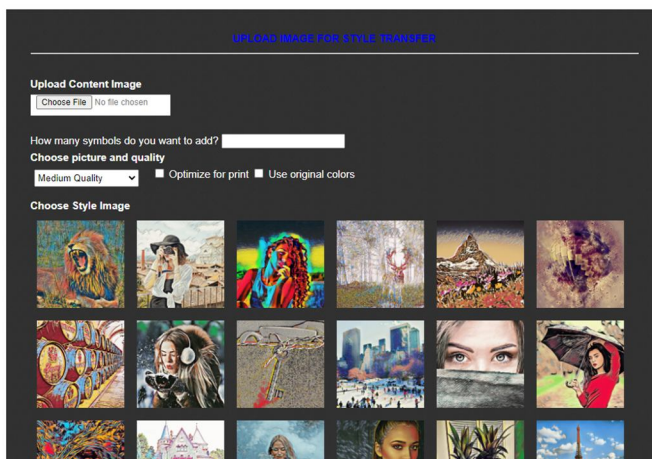 UPLOAD IMAGE FOR STYLE TRANSFER
Upload Content Image
Choose File No file chosen
How many symbols do you want to add?
Choose picture and quality
Medium Quality Optimize for print Use original colors
Choose Style Image